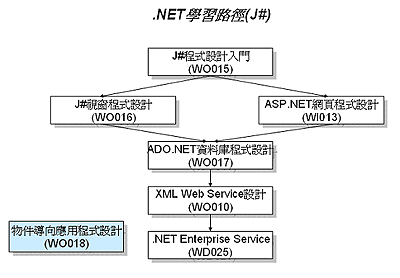 .NET學習路徑(J#)
J#程式設計入門
(WO015)
J#視窗程式設計
(WO016)
ASP.NET網頁程式設計
(WI013)
ADO.NET資料庫程式設計
(WO017)
XML Web Service設計
(WO010)
物件導向應用程式設計
(WO018)
.NET Enterprise Service
(WD025)